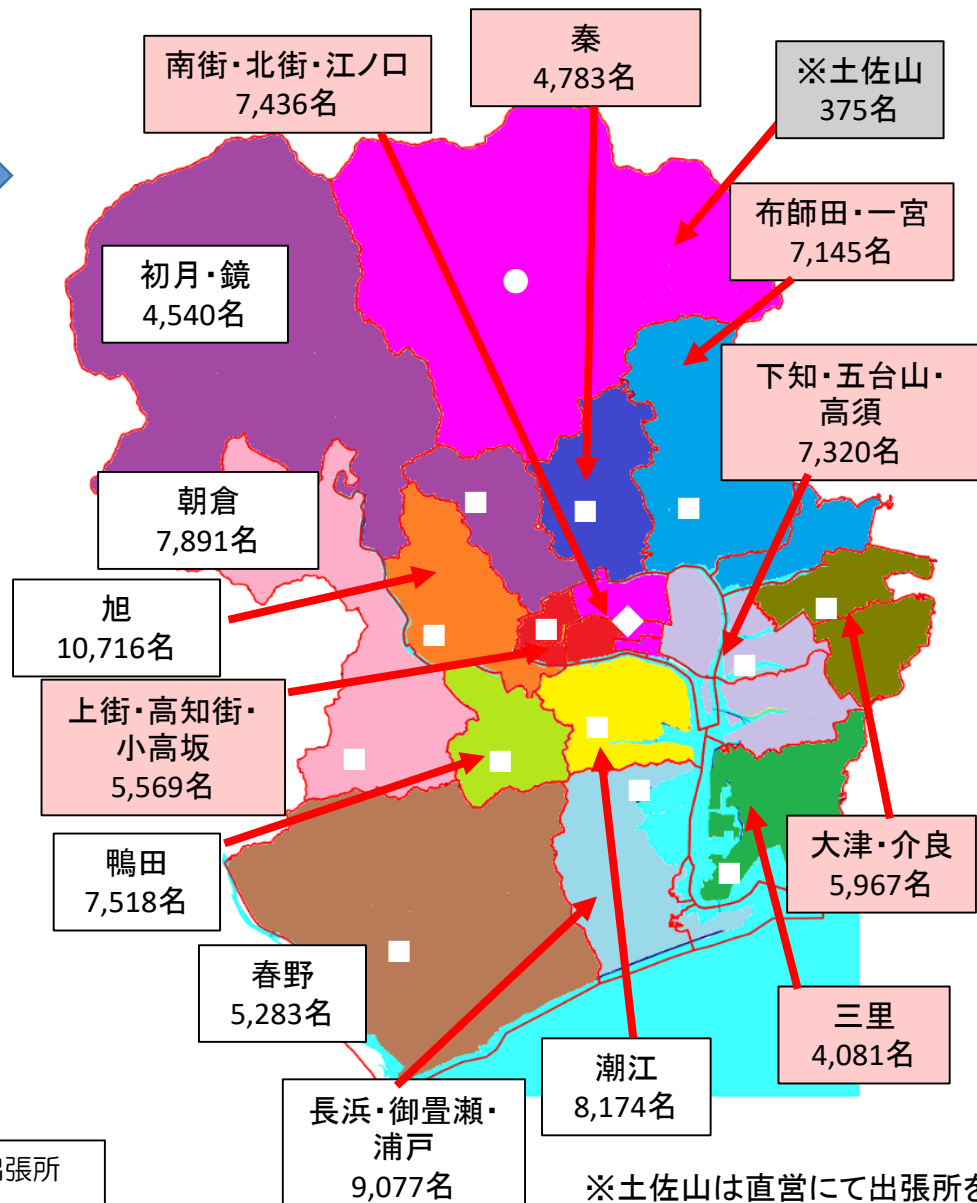 南街・北街・江ノ口
7,436名
秦
4,783名
※土佐山
375名
布師田・一宮
7,145名
初月・鏡
4,540名
下知・五台山・
高須
7,320名
朝倉
7,891名
旭
10,716名
上街・高知街・
小高坂
5,569名
鴨田
7,518名
大津・介良
5,967名
春野
5,283名
三里
4,081名
潮江
8,174名
長浜・御畳瀬・
浦戸
9,077名
出張所
※土佐山は直営にて出張所を